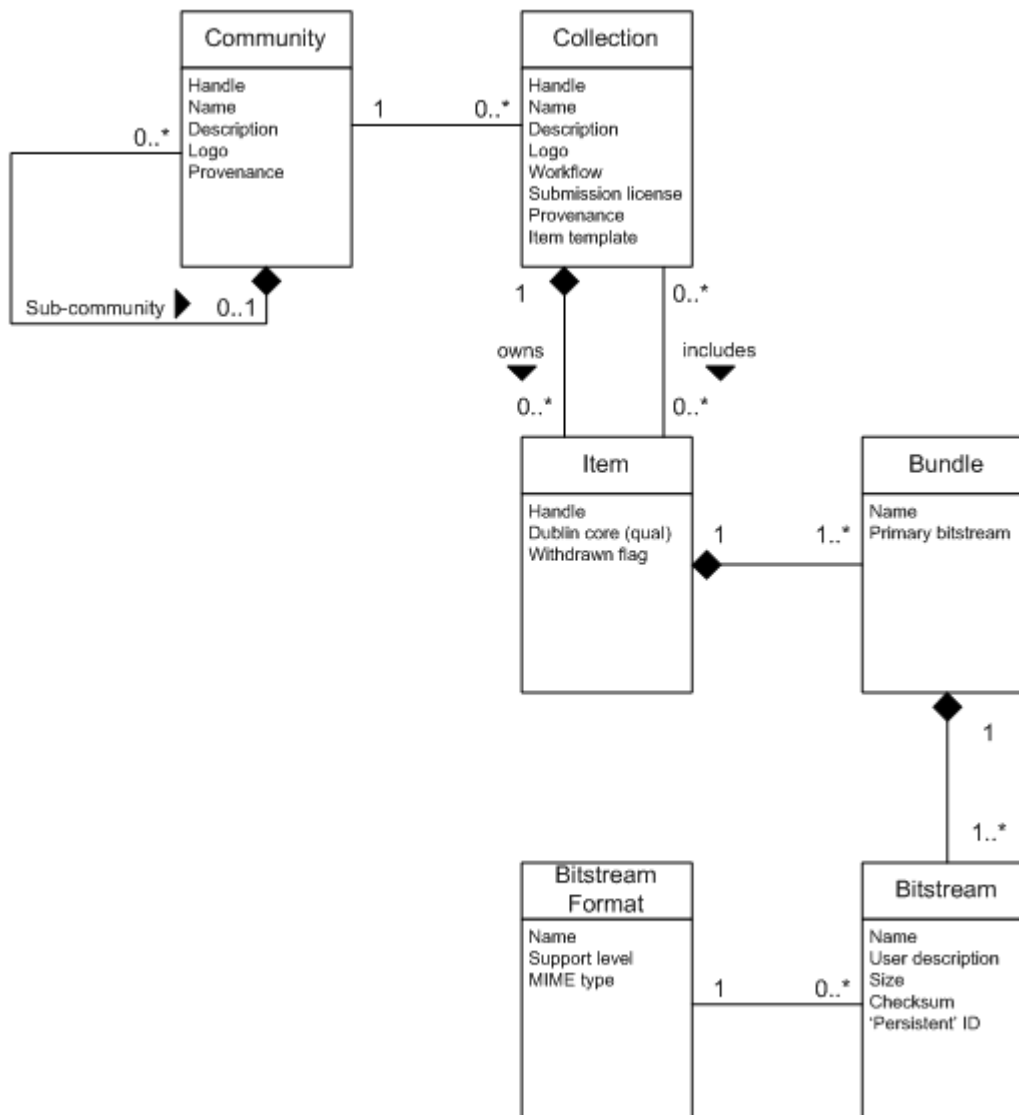 Community
Handle
Name
Description
Logo
Provenance
Collection
Handle
Name
Description
Logo
Workflow
Submission license
Provenance
Item template
1
0..*
0..*
Sub-community
0..1
1
0..*
owns
includes
0..*
0..*
Item
Handle
Dublin core (qual)
Withdrawn flag
Bundle
Name
Primary bitstream
1
1..*
1
1..*
Bitstream
Format
Name
Support level
MIME type
Bitstream
Name
User description
Size
Checksum
‘Persistent’ ID
1
0..*